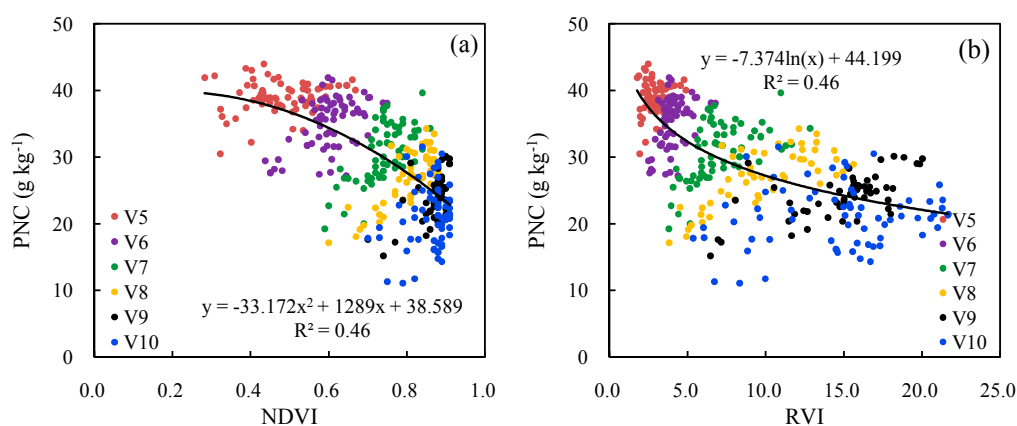 50
40
30
20
10
0
PNC (g kg⁻¹)
(a)
V5
V6
V7
V8
V9
V10
y = -33.172x² + 1289x + 38.589
R² = 0.46
0.0 0.2 0.4 0.6 0.8 1.0
NDVI
50
40
30
20
10
0
PNC (g kg⁻¹)
(b)
y = -7.374ln(x) + 44.199
R² = 0.46
V5
V6
V7
V8
V9
V10
0.0 5.0 10.0 15.0 20.0 25.0
RVI